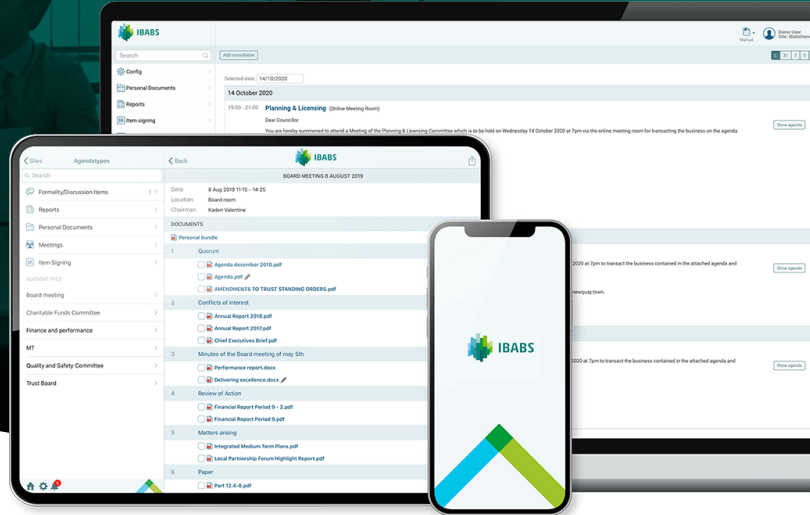 IBABS
Manual
Demo User
Search
Add consultation
Config
Personal Documents
Reports
Item signing
Selected date: 14/10/2020
14 October 2020
19:00 - 21:00 Planning & Licensing (Online Meeting Room)
Dear Councillor
You are hereby summoned to attend a Meeting of the Planning & Licensing Committee which is to be held on Wednesday 14 October 2020 at 7pm via the online meeting room for transacting the business on the agenda
Show agenda
2020 at 7pm to transact the business contained in the attached agenda and
Show agenda
newquay.town.
2020 at 7pm to transact the business contained in the attached agenda and
Show agenda
Sites
Agendatypes
Search
Formality/Discussion Items 1
Reports
Personal Documents
Meetings
Item Signing
AGENDATYPES
Board meeting
Charitable Funds Committee
Finance and performance
MT
Quality and Safety Committee
Trust Board
Back
IBABS
BOARD MEETING 8 AUGUST 2019
Date 8 Aug 2019 11:15 - 14:25
Location Board room
Chairman Kaden Valentine
DOCUMENTS
Personal bundle
1 Quorum
Agenda december 2018.pdf
Agenda.pdf
AMENDMENTS TO TRUST STANDING ORDERS.pdf
2 Conflicts of interest
Annual Report 2018.pdf
Annual Report 2017.pdf
Chief Executives Brief.pdf
3 Minutes of the Board meeting of may 5th
Performance report.docx
Delivering excellence.docx
4 Review of Action
Financial Report Period 9 - 2.pdf
Financial Report Period 9.pdf
5 Matters arising
Integrated Medium Term Plans.pdf
Local Partnership Forum Highlight Report.pdf
6 Paper
Part 12.4-6.pdf
IBABS